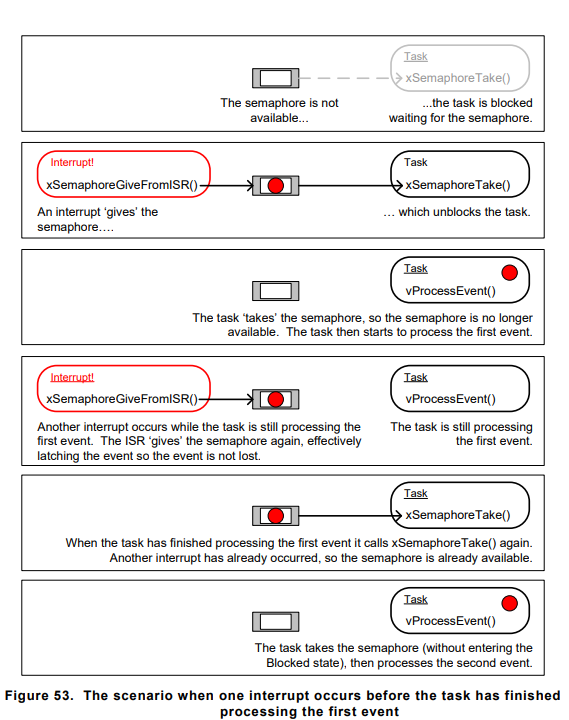 Task
xSemaphoreTake()
The semaphore is not
available...
...the task is blocked
waiting for the semaphore.
Interrupt!
xSemaphoreGiveFromISR()
Task
xSemaphoreTake()
An interrupt ‘gives’ the
semaphore….
… which unblocks the task.
Task
vProcessEvent()
The task ‘takes’ the semaphore, so the semaphore is no longer
available.  The task then starts to process the first event.
Interrupt!
xSemaphoreGiveFromISR()
Task
vProcessEvent()
Another interrupt occurs while the task is still processing the
first event.  The ISR ‘gives’ the semaphore again, effectively
latching the event so the event is not lost.
The task is still processing
the first event.
Task
xSemaphoreTake()
When the task has finished processing the first event it calls xSemaphoreTake() again.
Another interrupt has already occurred, so the semaphore is already available.
Task
vProcessEvent()
The task takes the semaphore (without entering the
Blocked state), then processes the second event.
Figure 53.  The scenario when one interrupt occurs before the task has finished
processing the first event